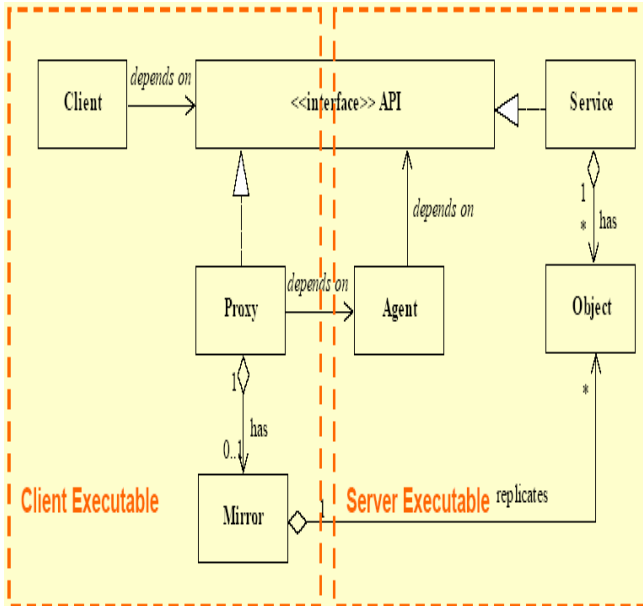 depends on
Client
<<interface>> API
Service
depends on
1
*
has
depends on
Proxy
Agent
Object
1
has
0..1
*
Client Executable
Mirror
1
Server Executable
replicates